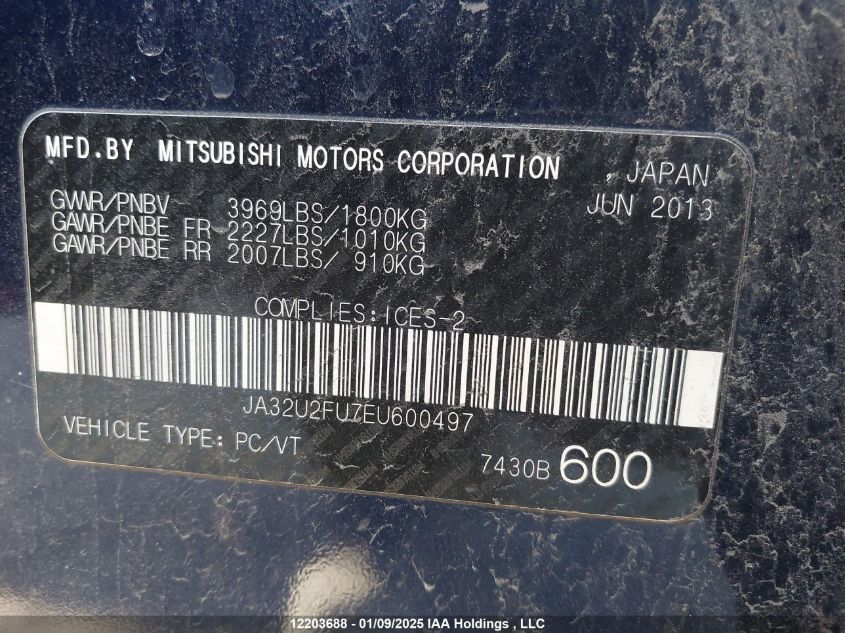 MFD.BY MITSUBISHI MOTORS CORPORATION , JAPAN
JUN 2013
GVWR/PNBV 3969LBS/1800KG
GAWR/PNBE FR 2227LBS/1010KG
GAWR/PNBE RR 2007LBS/ 910KG
COMPLIES:ICES-2
JA32U2FU7EU600497
VEHICLE TYPE: PC/VT
7430B 600
12203688 - 01/09/2025 IAA Holdings , LLC